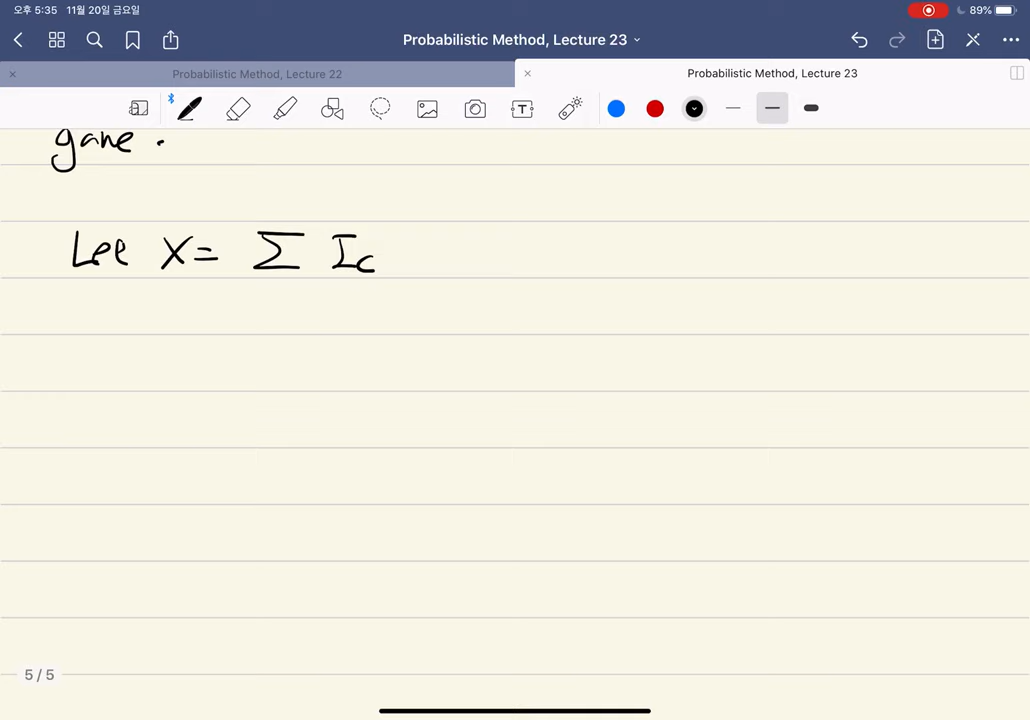 오후 5:35 11월 20일 금요일 89%
Probabilistic Method, Lecture 23
Probabilistic Method, Lecture 22
Probabilistic Method, Lecture 23
T
game.
Let X = Σ I_c
5 / 5